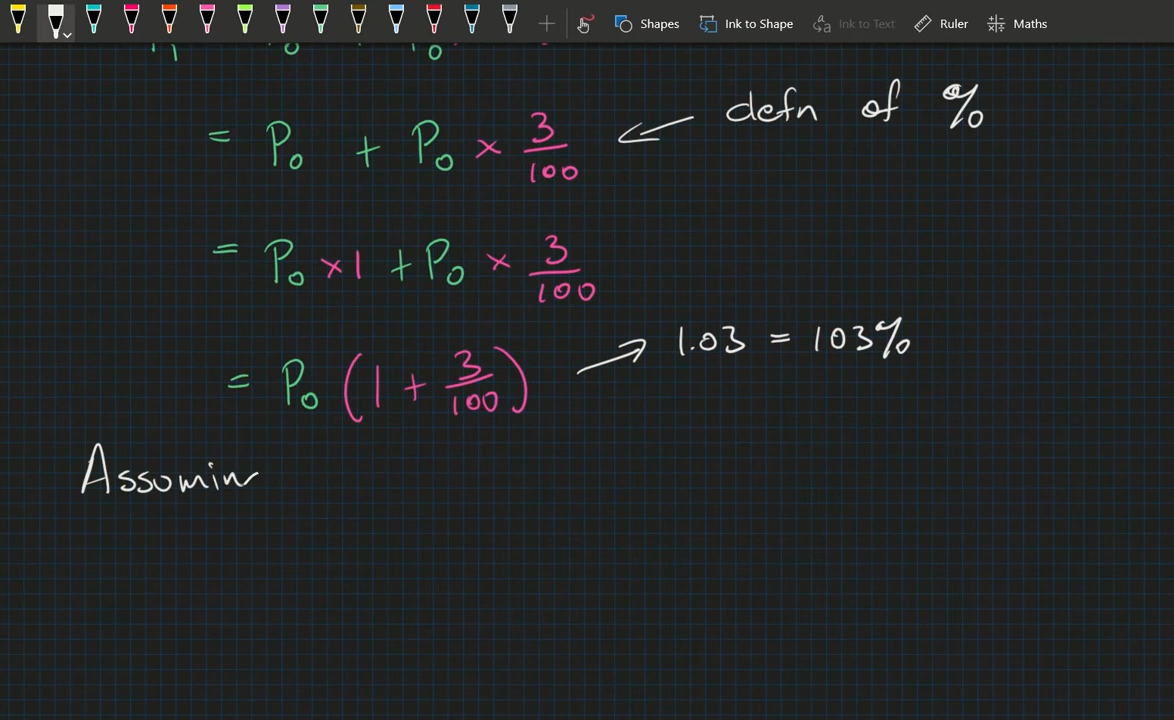 Shapes Ink to Shape Ink to Text Ruler Maths
defn of %
= P₀ + P₀ × 3/100
= P₀ × 1 + P₀ × 3/100
1.03 = 103%
= P₀ (1 + 3/100)
Assumin